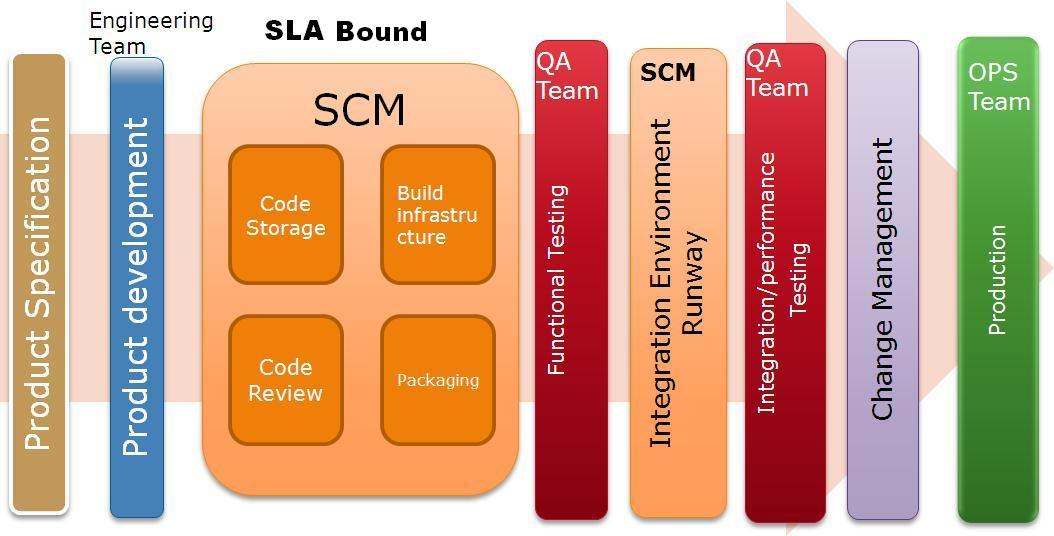 Product Specification
Engineering
Team
Product development
SLA Bound
SCM
Code
Storage
Build
infrastru
cture
Code
Review
Packaging
QA
Team
Functional Testing
SCM
Integration Environment
Runway
QA
Team
Integration/performance
Testing
Change Management
OPS
Team
Production